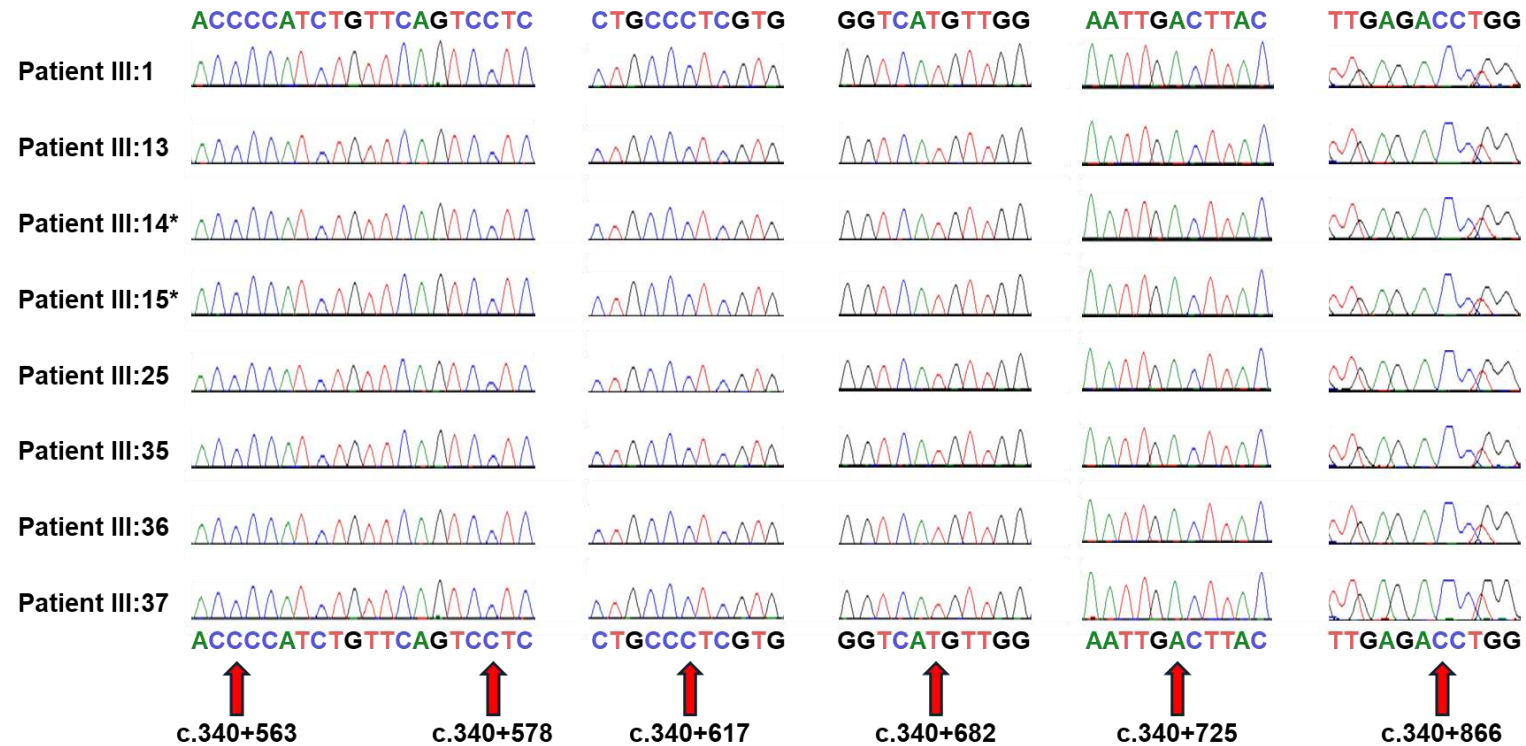 ACCCCATCTGTTCAGTCCTC CTGCCCTCGTG GGTCATGTTGG AATTGACTTAC TTGAGACCTGG
Patient III:1
Patient III:13
Patient III:14*
Patient III:15*
Patient III:25
Patient III:35
Patient III:36
Patient III:37
ACCCCATCTGTTCAGTCCTC CTGCCCTCGTG GGTCATGTTGG AATTGACTTAC TTGAGACCTGG
c.340+563 c.340+578 c.340+617 c.340+682 c.340+725 c.340+866